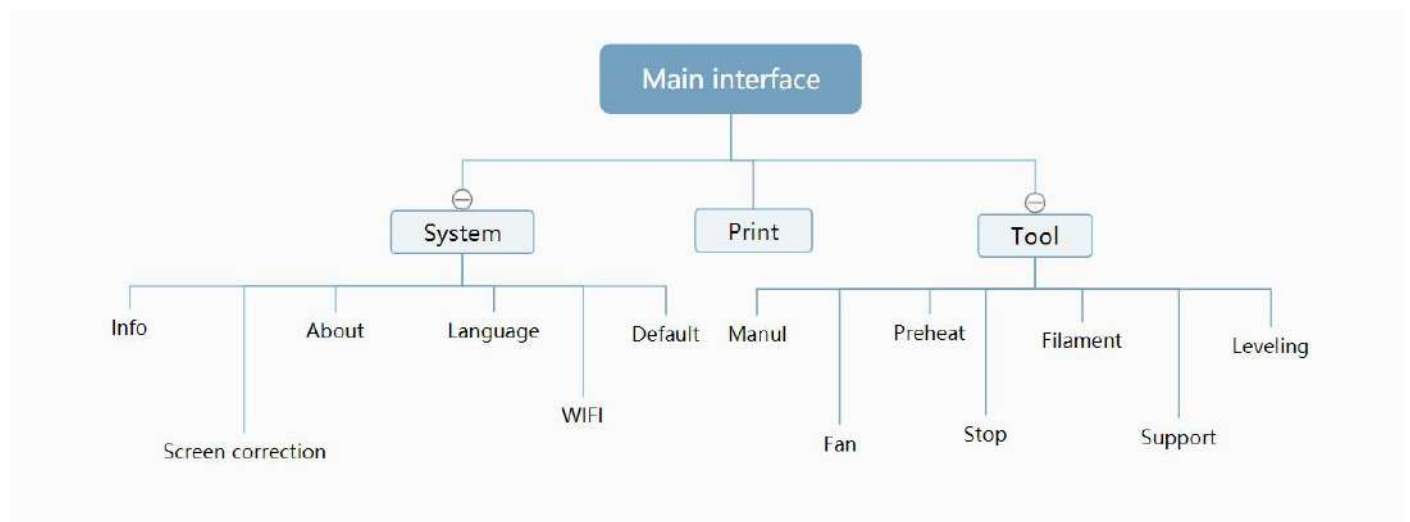 Main interface
System
Print
Tool
Info
Screen correction
About
Language
WIFI
Default
Manul
Fan
Preheat
Stop
Filament
Support
Leveling